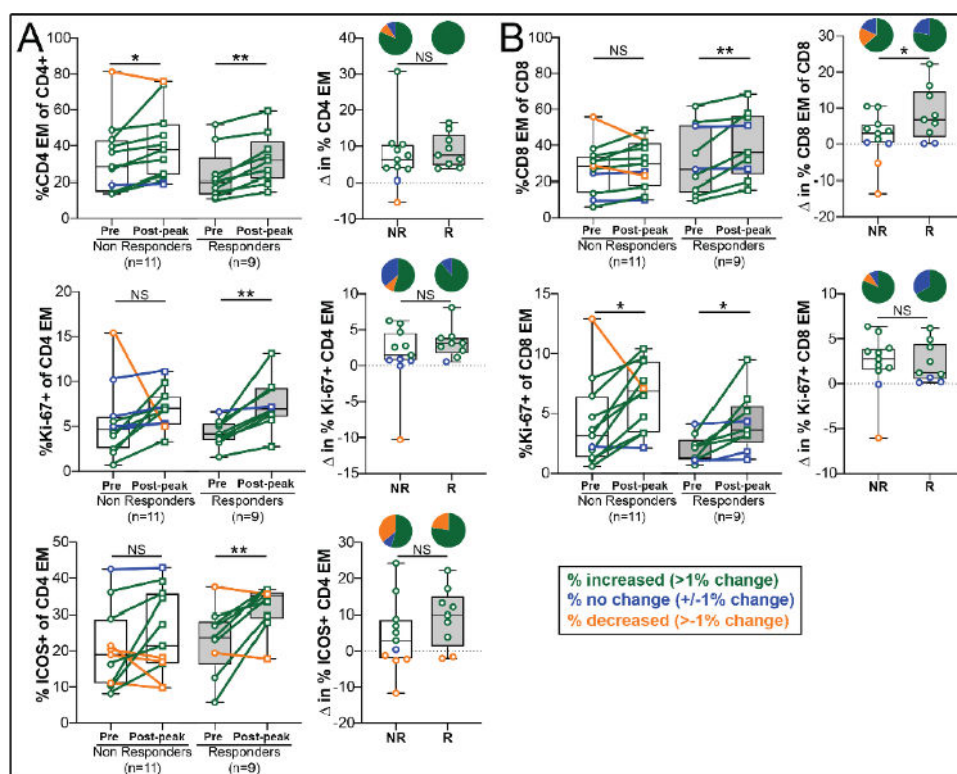 A
%CD4 EM of CD4+
100
80
60
40
20
0
*
**
Pre Post-peak Pre Post-peak
Non Responders Responders
(n=11) (n=9)
Δ in % CD4 EM
40
30
20
10
0
-10
NS
NR R
B
%CD8 EM of CD8
100
80
60
40
20
0
NS
**
Pre Post-peak Pre Post-peak
Non Responders Responders
(n=11) (n=9)
Δ in % CD8 EM of CD8
30
20
10
0
-10
-20
*
NR R
%Ki-67+ of CD4 EM
20
15
10
5
0
NS
**
Pre Post-peak Pre Post-peak
Non Responders Responders
(n=11) (n=9)
Δ in % Ki-67+ CD4 EM
10
5
0
-5
-10
-15
NS
NR R
%Ki-67+ of CD8 EM
15
10
5
0
*
*
Pre Post-peak Pre Post-peak
Non Responders Responders
(n=11) (n=9)
Δ in % Ki-67+ CD8 EM
10
5
0
-5
-10
NS
NR R
% ICOS+ of CD4 EM
50
40
30
20
10
0
NS
**
Pre Post-peak Pre Post-peak
Non Responders Responders
(n=11) (n=9)
Δ in % ICOS+ CD4 EM
30
20
10
0
-10
-20
NS
NR R
% increased (>1% change)
% no change (+/-1% change)
% decreased (>-1% change)